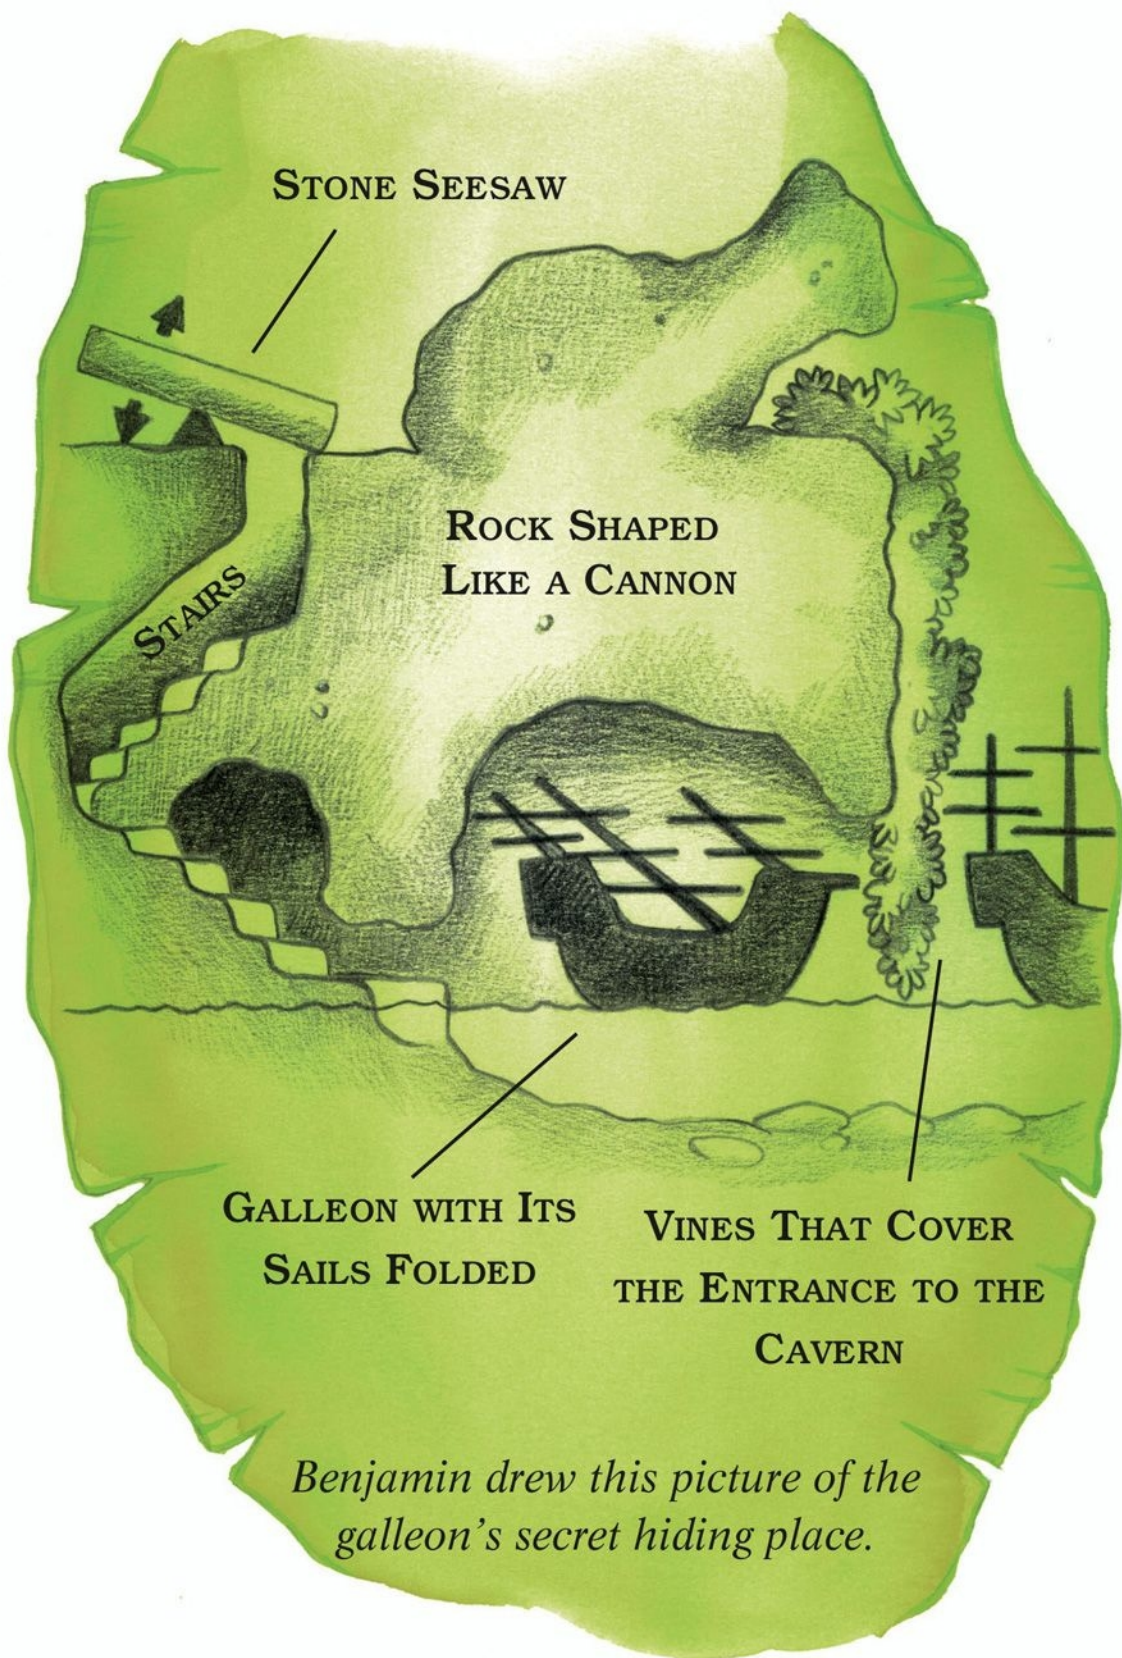 Stone Seesaw
Rock Shaped
Like a Cannon
Stairs
Galleon with Its
Sails Folded
Vines That Cover
the Entrance to the
Cavern
Benjamin drew this picture of the
galleon's secret hiding place.